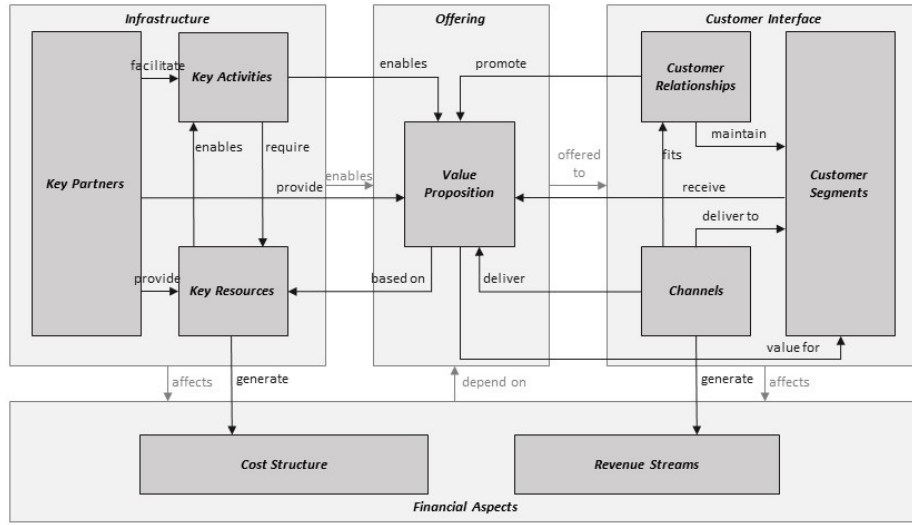 Infrastructure
Offering
Customer Interface
facilitate
Key Activities
enables
promote
Customer
Relationships
enables
require
maintain
Key Partners
provide
enables
Value
Proposition
offered
to
fits
receive
Customer
Segments
deliver to
provide
Key Resources
based on
deliver
Channels
value for
affects
generate
depend on
generate
affects
Cost Structure
Revenue Streams
Financial Aspects